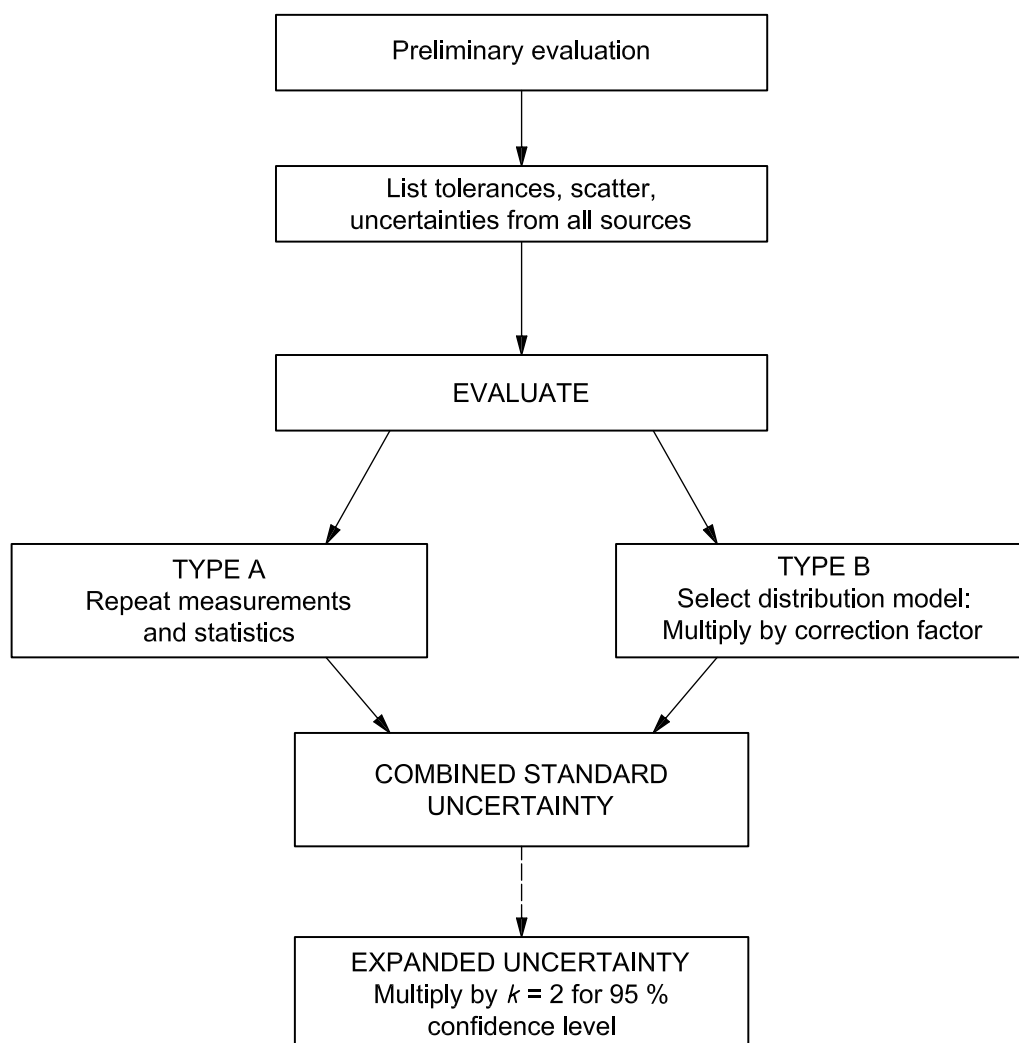 Preliminary evaluation
List tolerances, scatter,
uncertainties from all sources
EVALUATE
TYPE A
Repeat measurements
and statistics
TYPE B
Select distribution model:
Multiply by correction factor
COMBINED STANDARD
UNCERTAINTY
EXPANDED UNCERTAINTY
Multiply by k = 2 for 95 %
confidence level